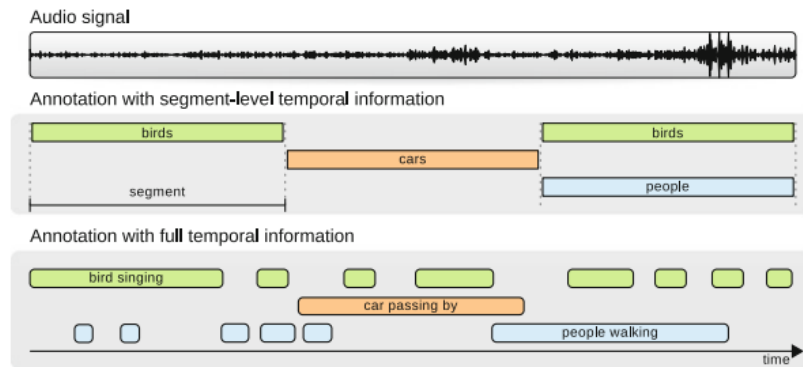 Audio signal
Annotation with segment-level temporal information
birds
birds
cars
people
segment
Annotation with full temporal information
bird singing
car passing by
people walking
time